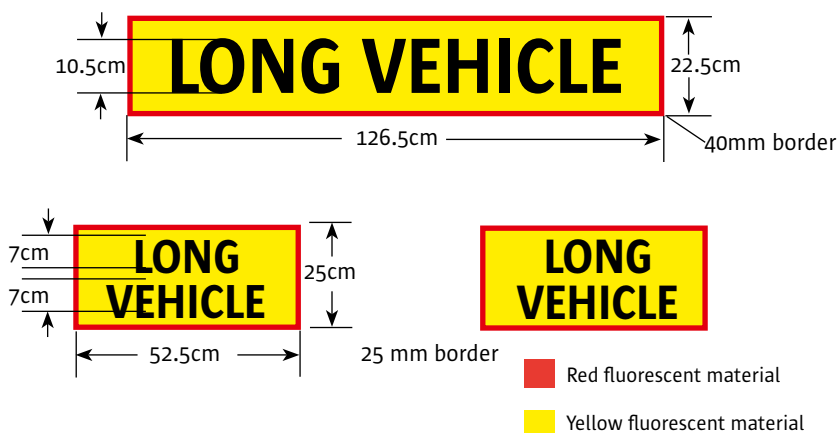 10.5cm
LONG VEHICLE
22.5cm
126.5cm
40mm border
7cm
7cm
LONG
VEHICLE
25cm
52.5cm
25 mm border
LONG
VEHICLE
Red fluorescent material
Yellow fluorescent material